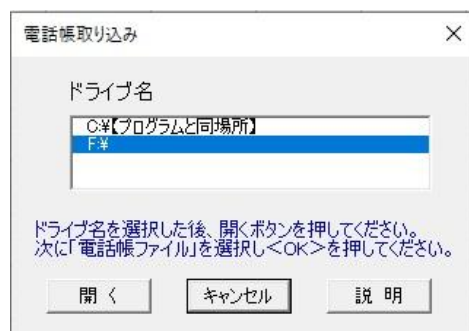 電話帳取り込み
ドライブ名
C:¥【プログラムと同場所】
F:¥
ドライブ名を選択した後、開くボタンを押してください。
次に「電話帳ファイル」を選択し<OK>を押してください。
開く
キャンセル
説 明